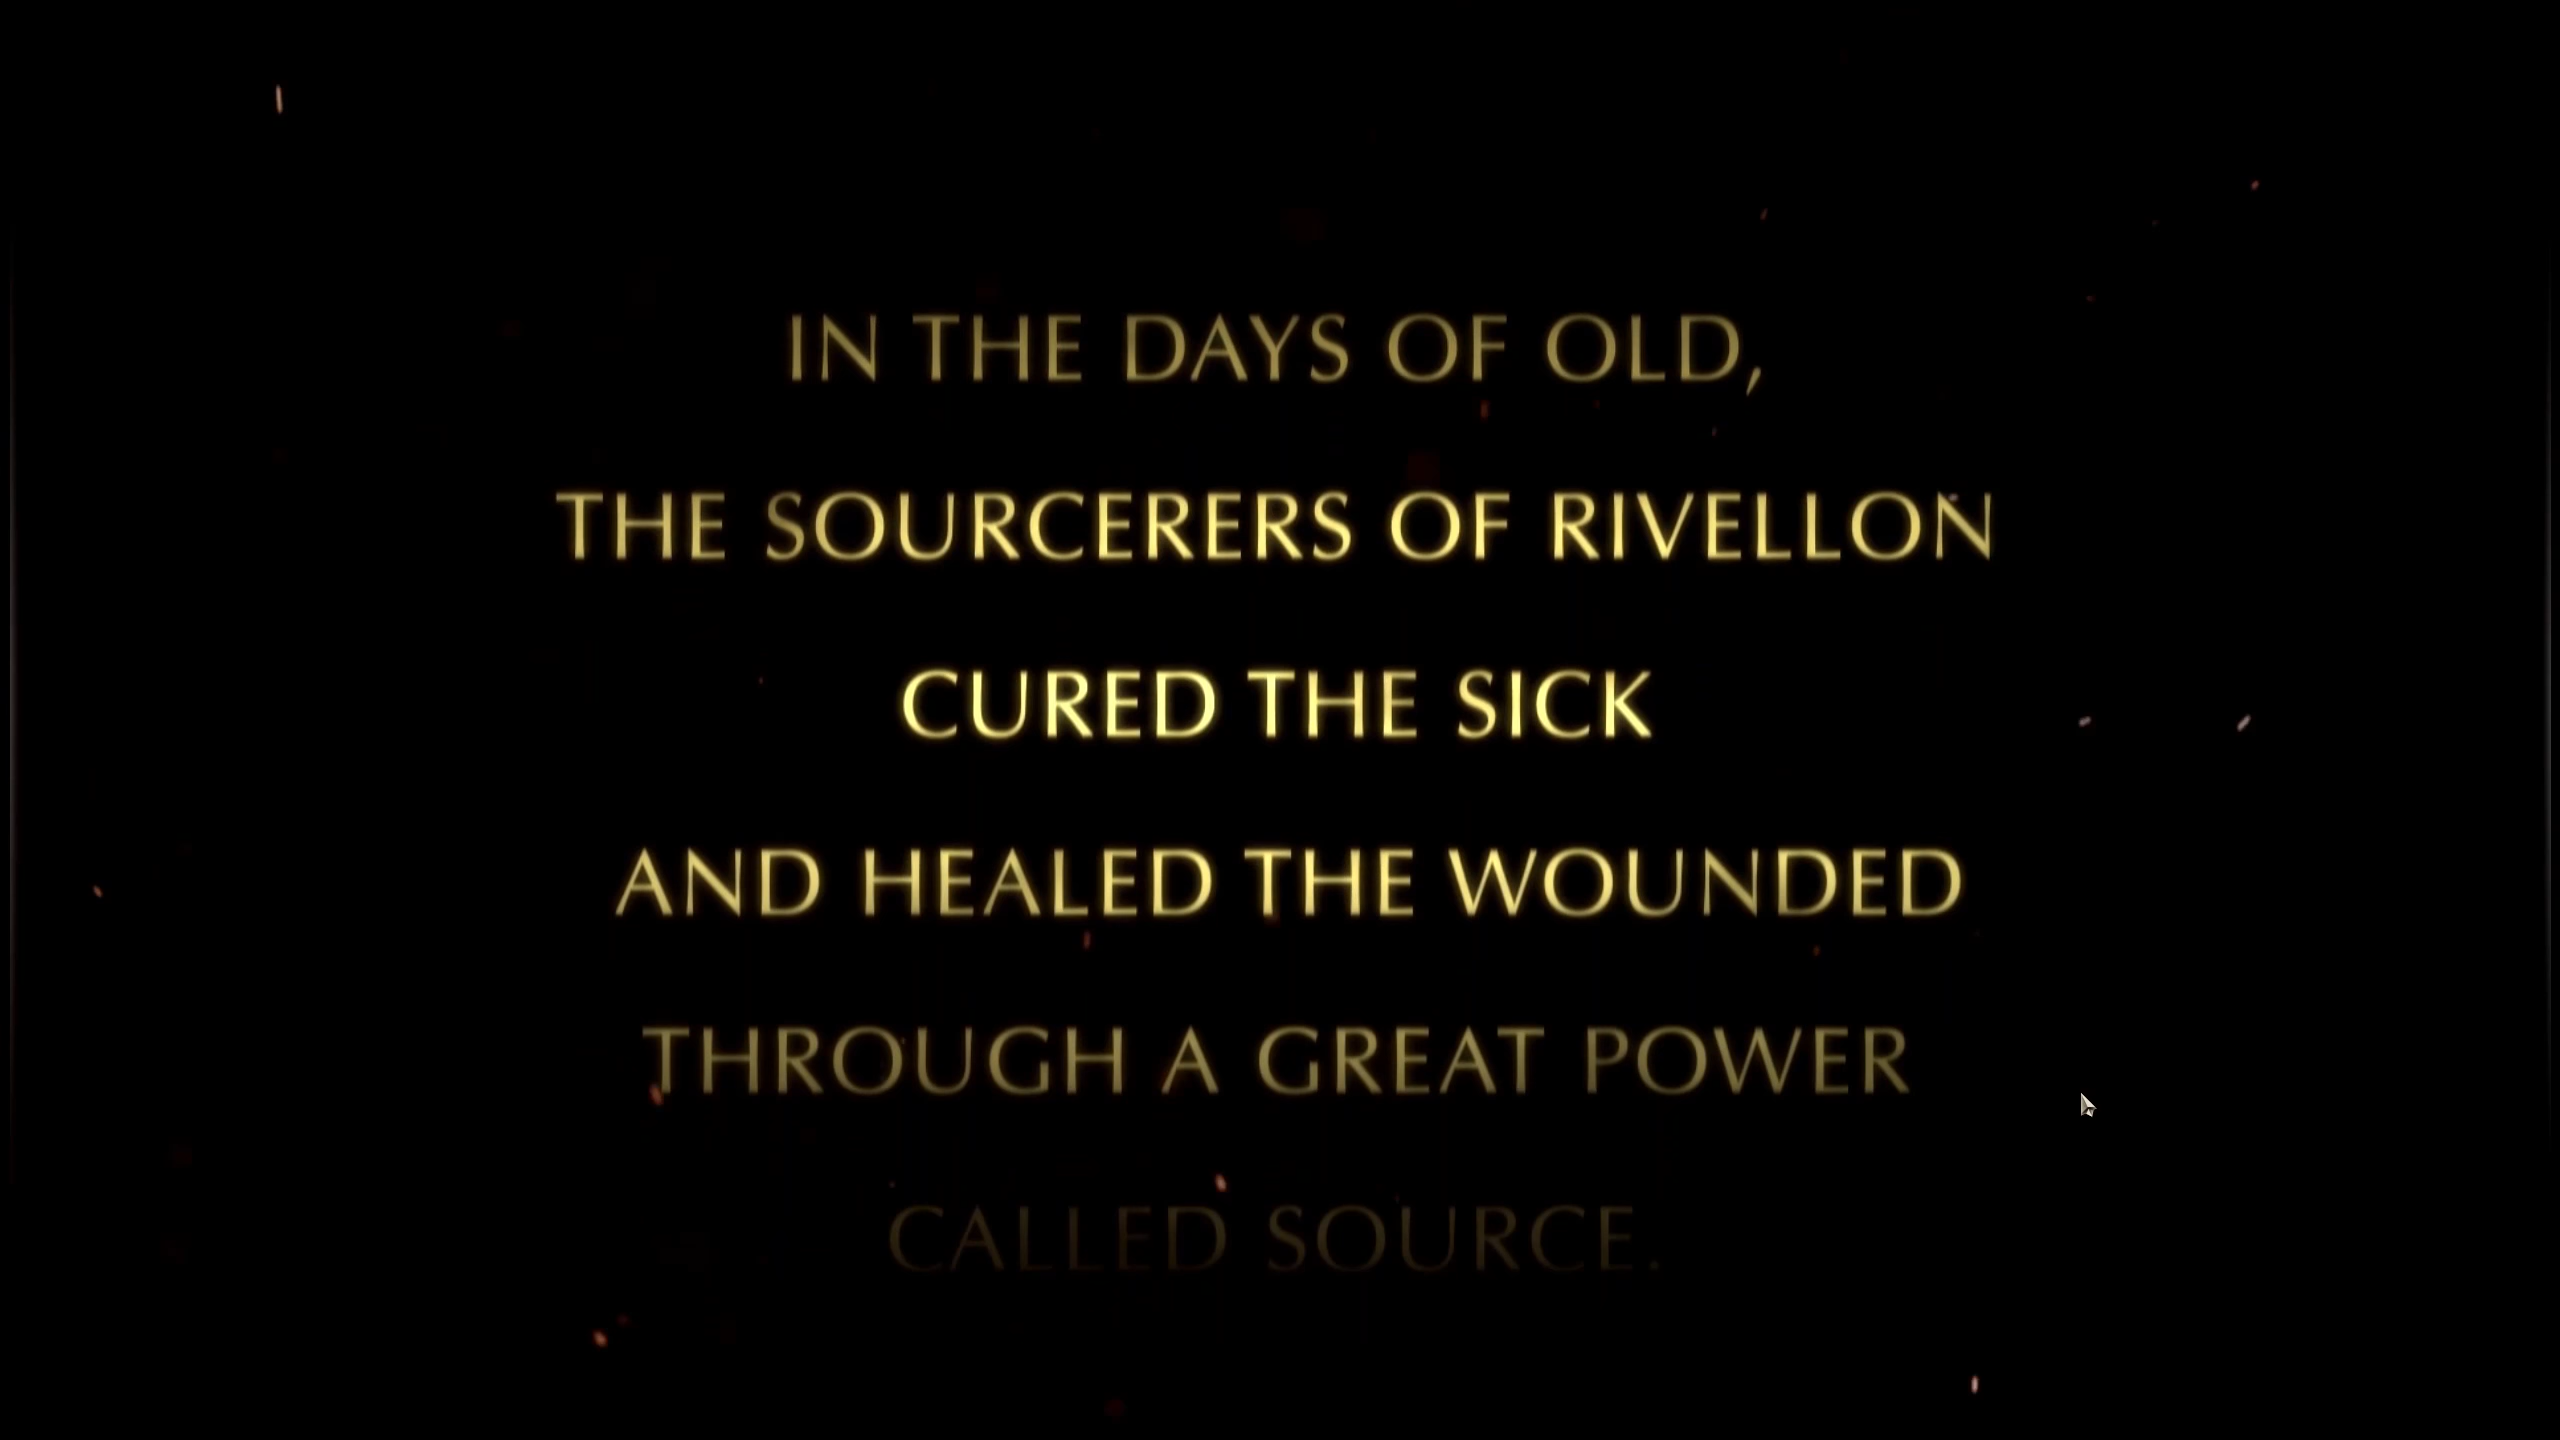 IN THE DAYS OF OLD,
THE SOURCERERS OF RIVELLON
CURED THE SICK
AND HEALED THE WOUNDED
THROUGH A GREAT POWER
CALLED SOURCE.